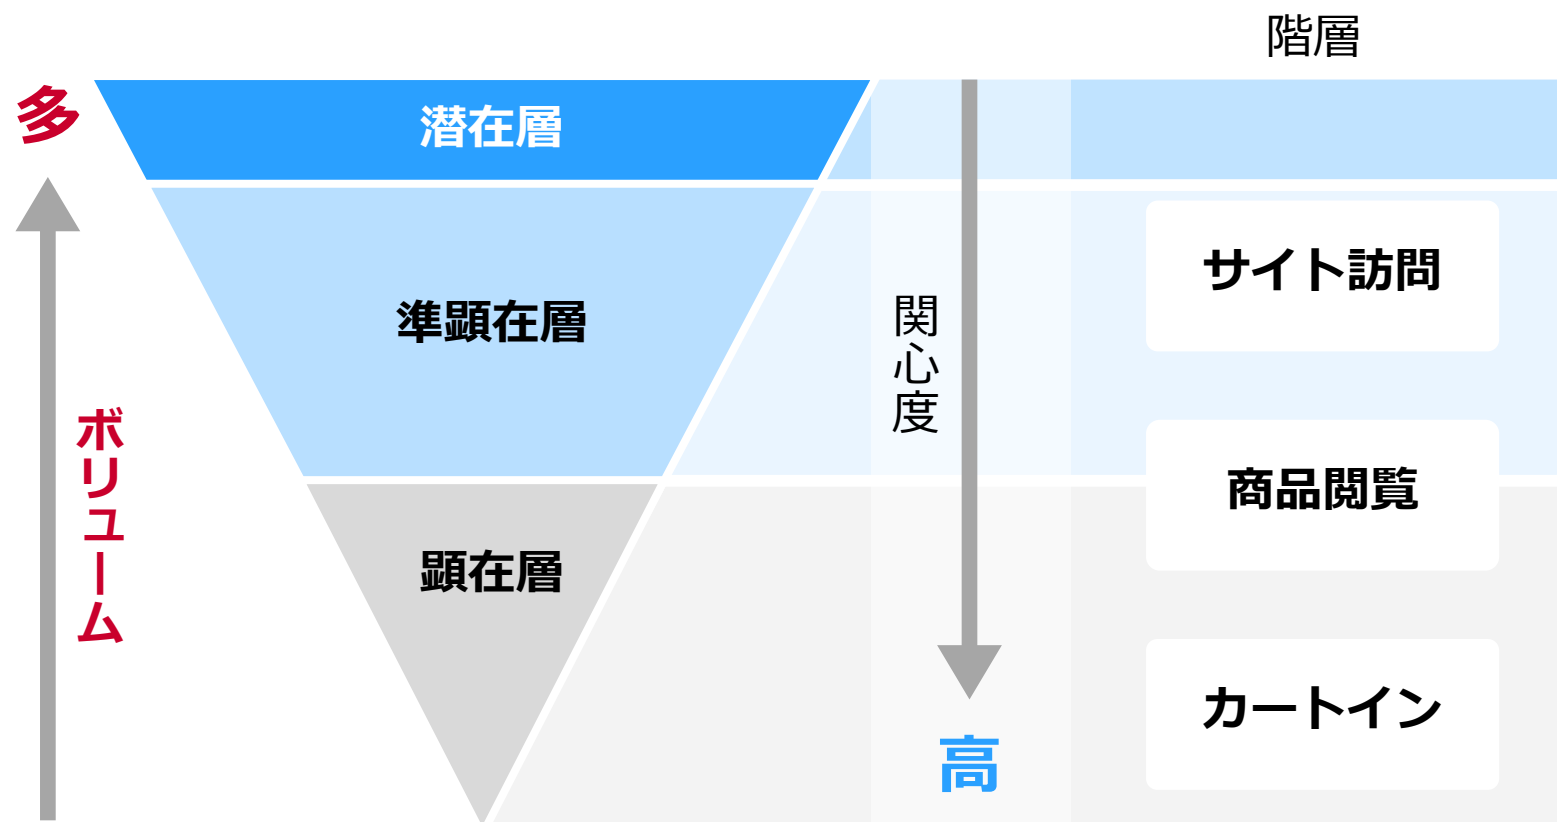 階層
多
潜在層
サイト訪問
準顕在層
関心度
ボリューム
商品閲覧
顕在層
カートイン
高